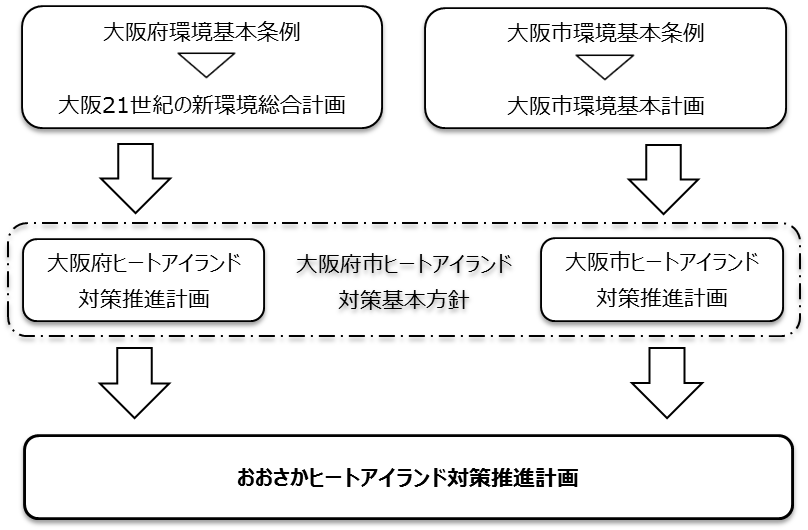 大阪府環境基本条例
大阪21世紀の新環境総合計画
大阪市環境基本条例
大阪市環境基本計画
大阪府ヒートアイランド
対策推進計画
大阪府市ヒートアイランド
対策基本方針
大阪市ヒートアイランド
対策推進計画
おおさかヒートアイランド対策推進計画